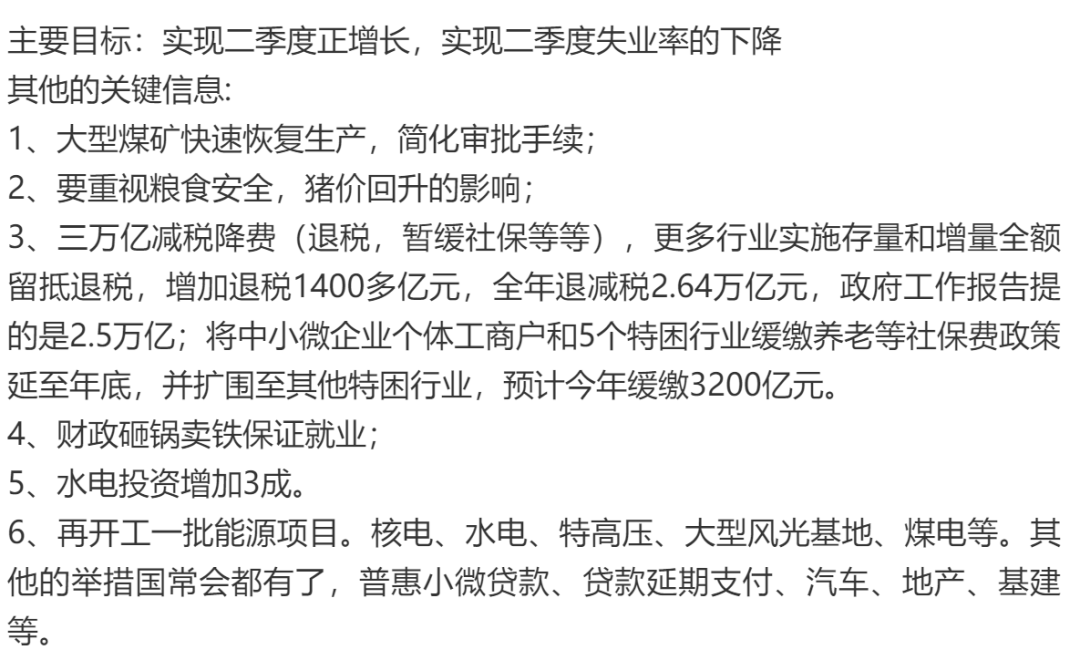 主要目标：实现二季度正增长，实现二季度失业率的下降
其他的关键信息:
1、大型煤矿快速恢复生产，简化审批手续；
2、要重视粮食安全，猪价回升的影响；
3、三万亿减税降费（退税，暂缓社保等等），更多行业实施存量和增量全额
留抵退税，增加退税1400多亿元，全年退减税2.64万亿元，政府工作报告提
的是2.5万亿；将中小微企业个体工商户和5个特困行业缓缴养老等社保费政策
延至年底，并扩围至其他特困行业，预计今年缓缴3200亿元。
4、财政砸锅卖铁保证就业；
5、水电投资增加3成。
6、再开工一批能源项目。核电、水电、特高压、大型风光基地、煤电等。其
他的举措国常会都有了，普惠小微贷款、贷款延期支付、汽车、地产、基建
等。